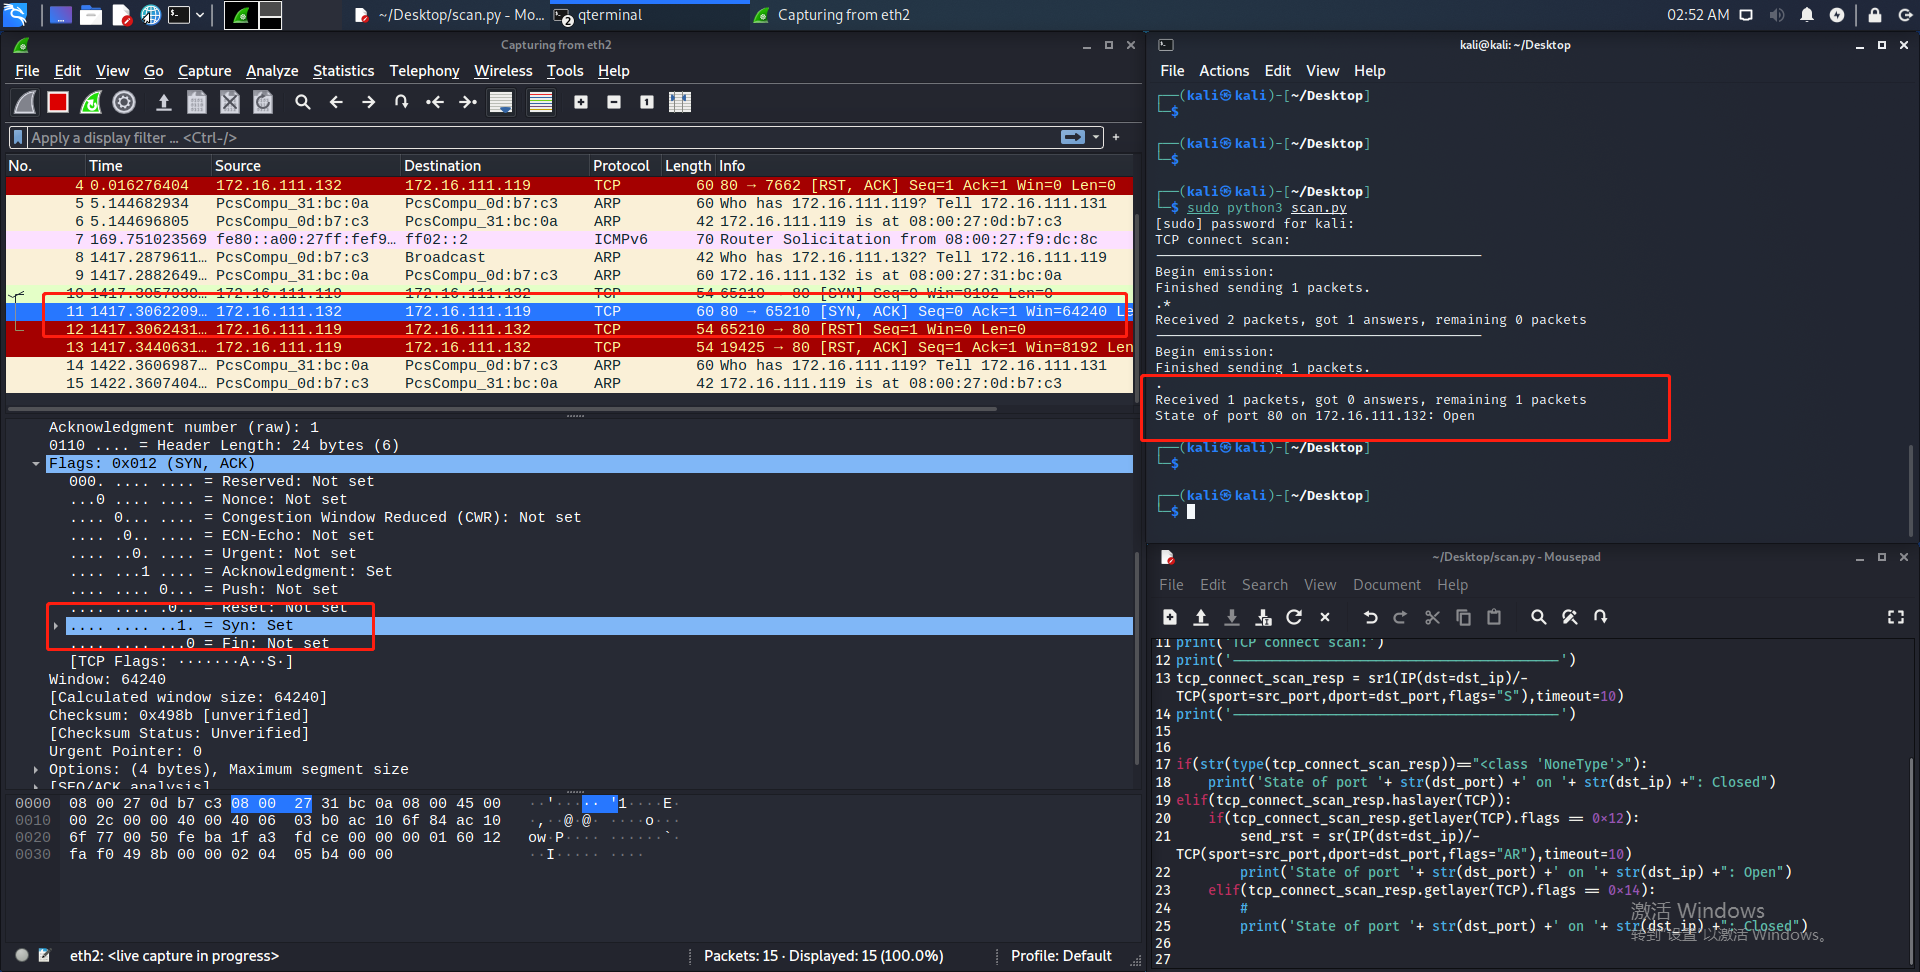 ~/Desktop/scan.py - Mo...
qterminal
2
Capturing from eth2
02:52 AM
Capturing from eth2
File Edit View Go Capture Analyze Statistics Telephony Wireless Tools Help
Apply a display filter ... <Ctrl-/>
No. Time Source Destination Protocol Length Info
4 0.016276404 172.16.111.132 172.16.111.119 TCP 60 80 → 7662 [RST, ACK] Seq=1 Ack=1 Win=0 Len=0
5 5.144682934 PcsCompu_31:bc:0a PcsCompu_0d:b7:c3 ARP 60 Who has 172.16.111.119? Tell 172.16.111.131
6 5.144696805 PcsCompu_0d:b7:c3 PcsCompu_31:bc:0a ARP 42 172.16.111.119 is at 08:00:27:0d:b7:c3
7 169.751023569 fe80::a00:27ff:fef9... ff02::2 ICMPv6 70 Router Solicitation from 08:00:27:f9:dc:8c
8 1417.2879611... PcsCompu_0d:b7:c3 Broadcast ARP 42 Who has 172.16.111.132? Tell 172.16.111.119
9 1417.2882649... PcsCompu_31:bc:0a PcsCompu_0d:b7:c3 ARP 60 172.16.111.132 is at 08:00:27:31:bc:0a
10 1417.3057930... 172.16.111.119 172.16.111.132 TCP 54 65210 → 80 [SYN] Seq=0 Win=8192 Len=0
11 1417.3062209... 172.16.111.132 172.16.111.119 TCP 60 80 → 65210 [SYN, ACK] Seq=0 Ack=1 Win=64240 Le
12 1417.3062431... 172.16.111.119 172.16.111.132 TCP 54 65210 → 80 [RST] Seq=1 Win=0 Len=0
13 1417.3440631... 172.16.111.119 172.16.111.132 TCP 54 19425 → 80 [RST, ACK] Seq=1 Ack=1 Win=8192 Len
14 1422.3606987... PcsCompu_31:bc:0a PcsCompu_0d:b7:c3 ARP 60 Who has 172.16.111.119? Tell 172.16.111.131
15 1422.3607404... PcsCompu_0d:b7:c3 PcsCompu_31:bc:0a ARP 42 172.16.111.119 is at 08:00:27:0d:b7:c3
Acknowledgment number (raw): 1
0110 .... = Header Length: 24 bytes (6)
Flags: 0x012 (SYN, ACK)
000. .... .... = Reserved: Not set
...0 .... .... = Nonce: Not set
.... 0... .... = Congestion Window Reduced (CWR): Not set
.... .0.. .... = ECN-Echo: Not set
.... ..0. .... = Urgent: Not set
.... ...1 .... = Acknowledgment: Set
.... .... 0... = Push: Not set
.... .... .0.. = Reset: Not set
.... .... ..1. = Syn: Set
.... .... ...0 = Fin: Not set
[TCP Flags: ·······A··S·]
Window: 64240
[Calculated window size: 64240]
Checksum: 0x498b [unverified]
[Checksum Status: Unverified]
Urgent Pointer: 0
Options: (4 bytes), Maximum segment size
[SEQ/ACK analysis]
0000 08 00 27 0d b7 c3 08 00 27 31 bc 0a 08 00 45 00 ··'···· ·'1····E·
0010 00 2c 00 00 40 00 40 06 03 b0 ac 10 6f 84 ac 10 ·,··@·@· ····o···
0020 6f 77 00 50 fe ba 1f a3 fd ce 00 00 00 01 60 12 ow·P···· ······`·
0030 fa f0 49 8b 00 00 02 04 05 b4 00 00 ··I····· ····
eth2: <live capture in progress>
Packets: 15 · Displayed: 15 (100.0%)
Profile: Default
kali@kali: ~/Desktop
File Actions Edit View Help
┌──(kali㉿kali)-[~/Desktop]
└─$
┌──(kali㉿kali)-[~/Desktop]
└─$
┌──(kali㉿kali)-[~/Desktop]
└─$ sudo python3 scan.py
[sudo] password for kali:
TCP connect scan:
Begin emission:
Finished sending 1 packets.
.*
Received 2 packets, got 1 answers, remaining 0 packets
Begin emission:
Finished sending 1 packets.
.
Received 1 packets, got 0 answers, remaining 1 packets
State of port 80 on 172.16.111.132: Open
┌──(kali㉿kali)-[~/Desktop]
└─$
┌──(kali㉿kali)-[~/Desktop]
└─$
~/Desktop/scan.py - Mousepad
File Edit Search View Document Help
11 print('TCP connect scan:')
12 print('─────────────────────────────────────────')
13 tcp_connect_scan_resp = sr1(IP(dst=dst_ip)/
TCP(sport=src_port,dport=dst_port,flags="S"),timeout=10)
14 print('─────────────────────────────────────────')
15
16
17 if(str(type(tcp_connect_scan_resp))=="<class 'NoneType'>"):
18 print('State of port '+ str(dst_port) +' on '+ str(dst_ip) +": Closed")
19 elif(tcp_connect_scan_resp.haslayer(TCP)):
20 if(tcp_connect_scan_resp.getlayer(TCP).flags == 0×12):
21 send_rst = sr(IP(dst=dst_ip)/
TCP(sport=src_port,dport=dst_port,flags="AR"),timeout=10)
22 print('State of port '+ str(dst_port) +' on '+ str(dst_ip) +": Open")
23 elif(tcp_connect_scan_resp.getlayer(TCP).flags == 0×14):
24 #
25 print('State of port '+ str(dst_port) +' on '+ str(dst_ip) +": Closed")
26
27
激活 Windows
转到"设置"以激活 Windows。